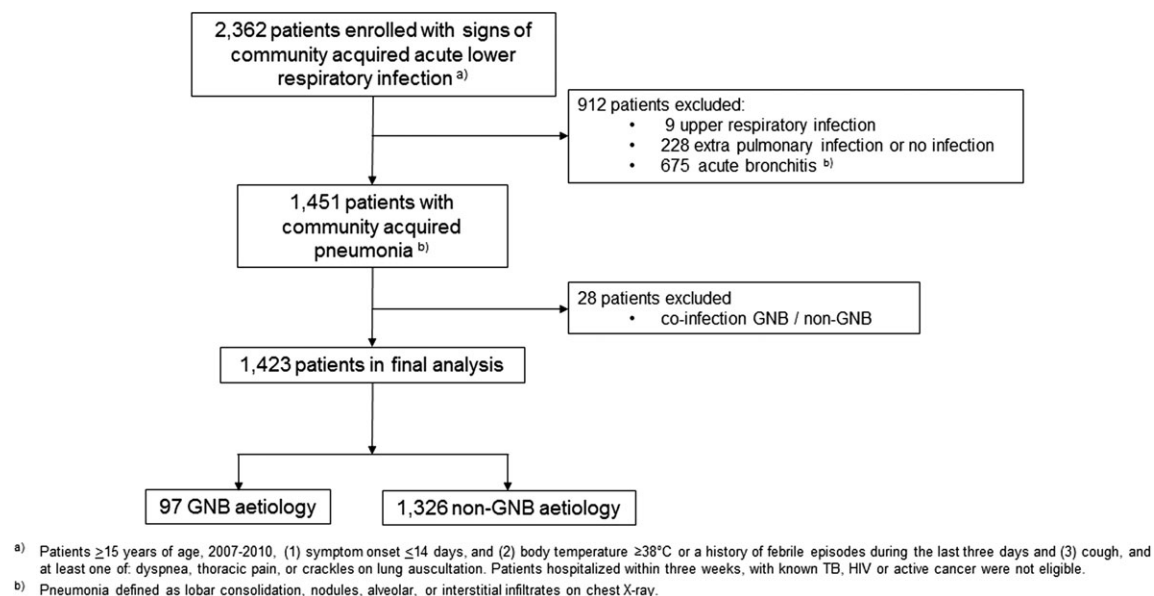 2,362 patients enrolled with signs of
community acquired acute lower
respiratory infection a)
912 patients excluded:
• 9 upper respiratory infection
• 228 extra pulmonary infection or no infection
• 675 acute bronchitis b)
1,451 patients with
community acquired
pneumonia b)
28 patients excluded
• co-infection GNB / non-GNB
1,423 patients in final analysis
97 GNB aetiology
1,326 non-GNB aetiology
a) Patients ≥15 years of age, 2007-2010, (1) symptom onset ≤14 days, and (2) body temperature ≥38°C or a history of febrile episodes during the last three days and (3) cough, and
at least one of: dyspnea, thoracic pain, or crackles on lung auscultation. Patients hospitalized within three weeks, with known TB, HIV or active cancer were not eligible.
b) Pneumonia defined as lobar consolidation, nodules, alveolar, or interstitial infiltrates on chest X-ray.